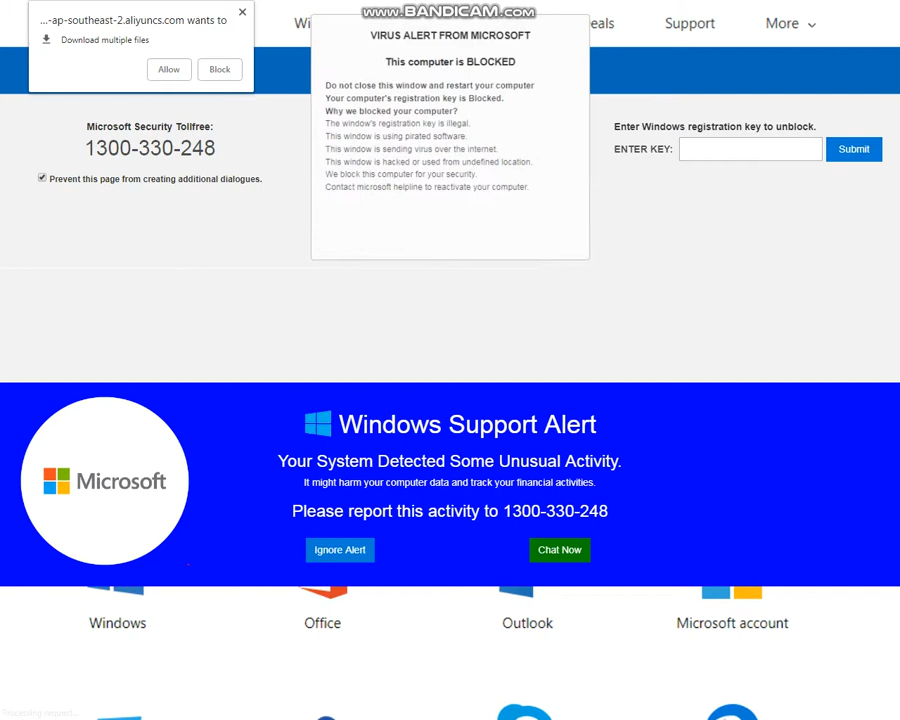 www.BANDICAM.com
...-ap-southeast-2.aliyuncs.com wants to
Download multiple files
Allow Block
eals Support More
VIRUS ALERT FROM MICROSOFT
This computer is BLOCKED
Do not close this window and restart your computer
Your computer's registration key is Blocked.
Why we blocked your computer?
The window's registration key is illegal.
This window is using pirated software.
This window is sending virus over the internet.
This window is hacked or used from undefined location.
We block this computer for your security.
Contact microsoft helpline to reactivate your computer.
Microsoft Security Tollfree:
1300-330-248
Prevent this page from creating additional dialogues.
Enter Windows registration key to unblock.
ENTER KEY: Submit
Microsoft
Windows Support Alert
Your System Detected Some Unusual Activity.
It might harm your computer data and track your financial activities.
Please report this activity to 1300-330-248
Ignore Alert Chat Now
Windows Office Outlook Microsoft account
Processing request...